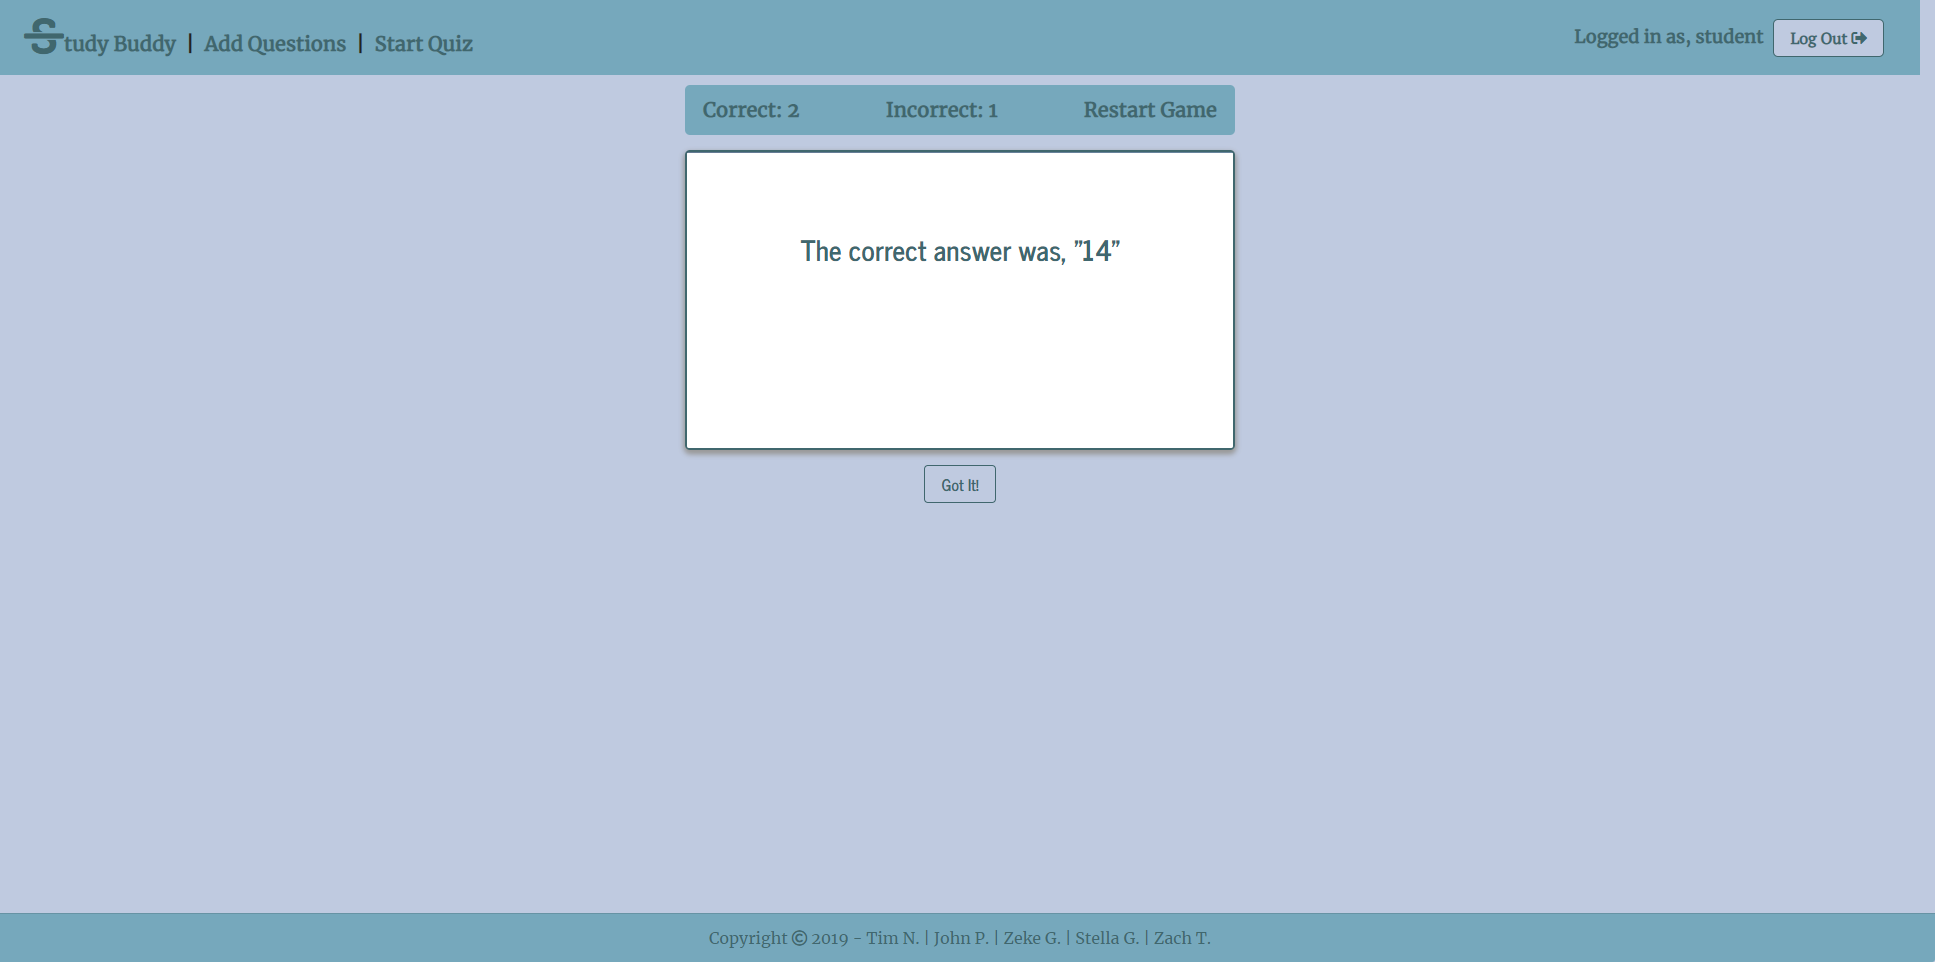 Study Buddy | Add Questions | Start Quiz
Logged in as, student
Log Out
Correct: 2
Incorrect: 1
Restart Game
The correct answer was, "14"
Got It!
Copyright © 2019 - Tim N. | John P. | Zeke G. | Stella G. | Zach T.